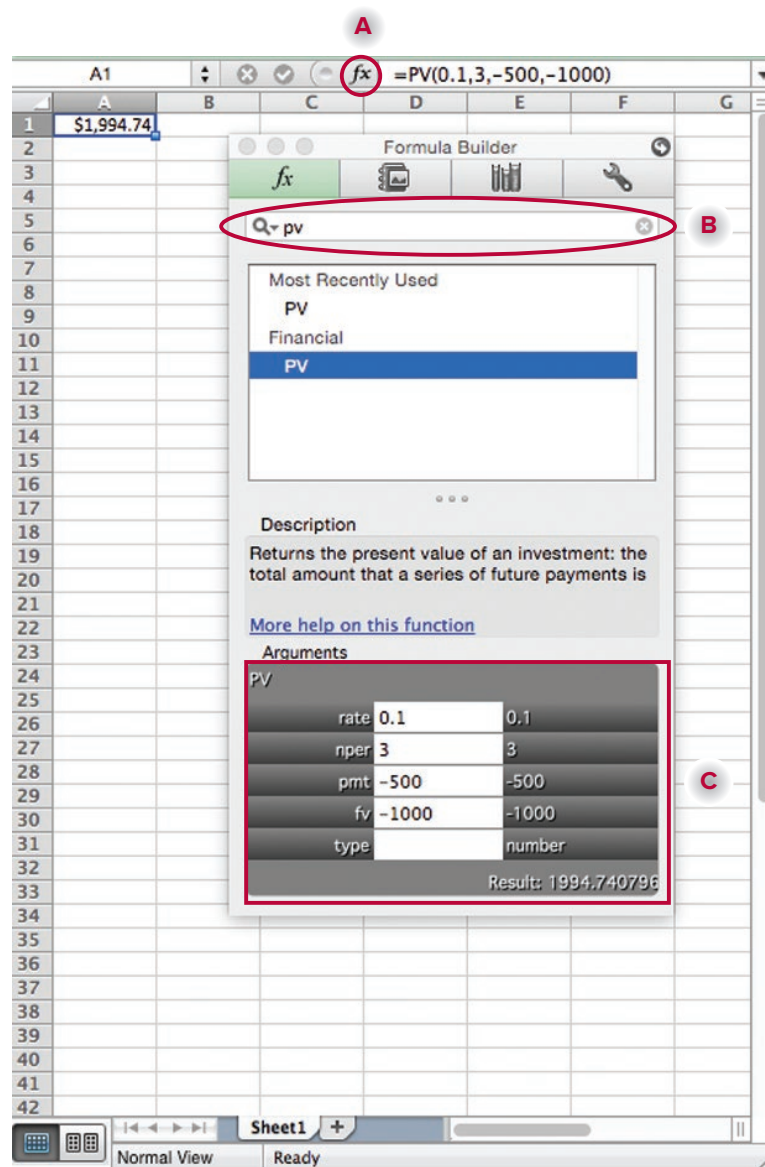 A
A1
fx =PV(0.1,3,-500,-1000)
A B C D E F G
1 $1,994.74
2
Formula Builder
3
fx
4
5
pv
B
6
7
8
Most Recently Used
9
PV
10
Financial
11
PV
12
13
14
15
16
17
18
Description
19
Returns the present value of an investment: the
20
total amount that a series of future payments is
21
22
More help on this function
23
Arguments
24
PV
25
26
rate 0.1 0.1
27
nper 3 3
28
pmt -500 -500
C
29
30
fv -1000 -1000
31
type number
32
33
Result: 1994.740796
34
35
36
37
38
39
40
41
42
Sheet1 +
Normal View Ready